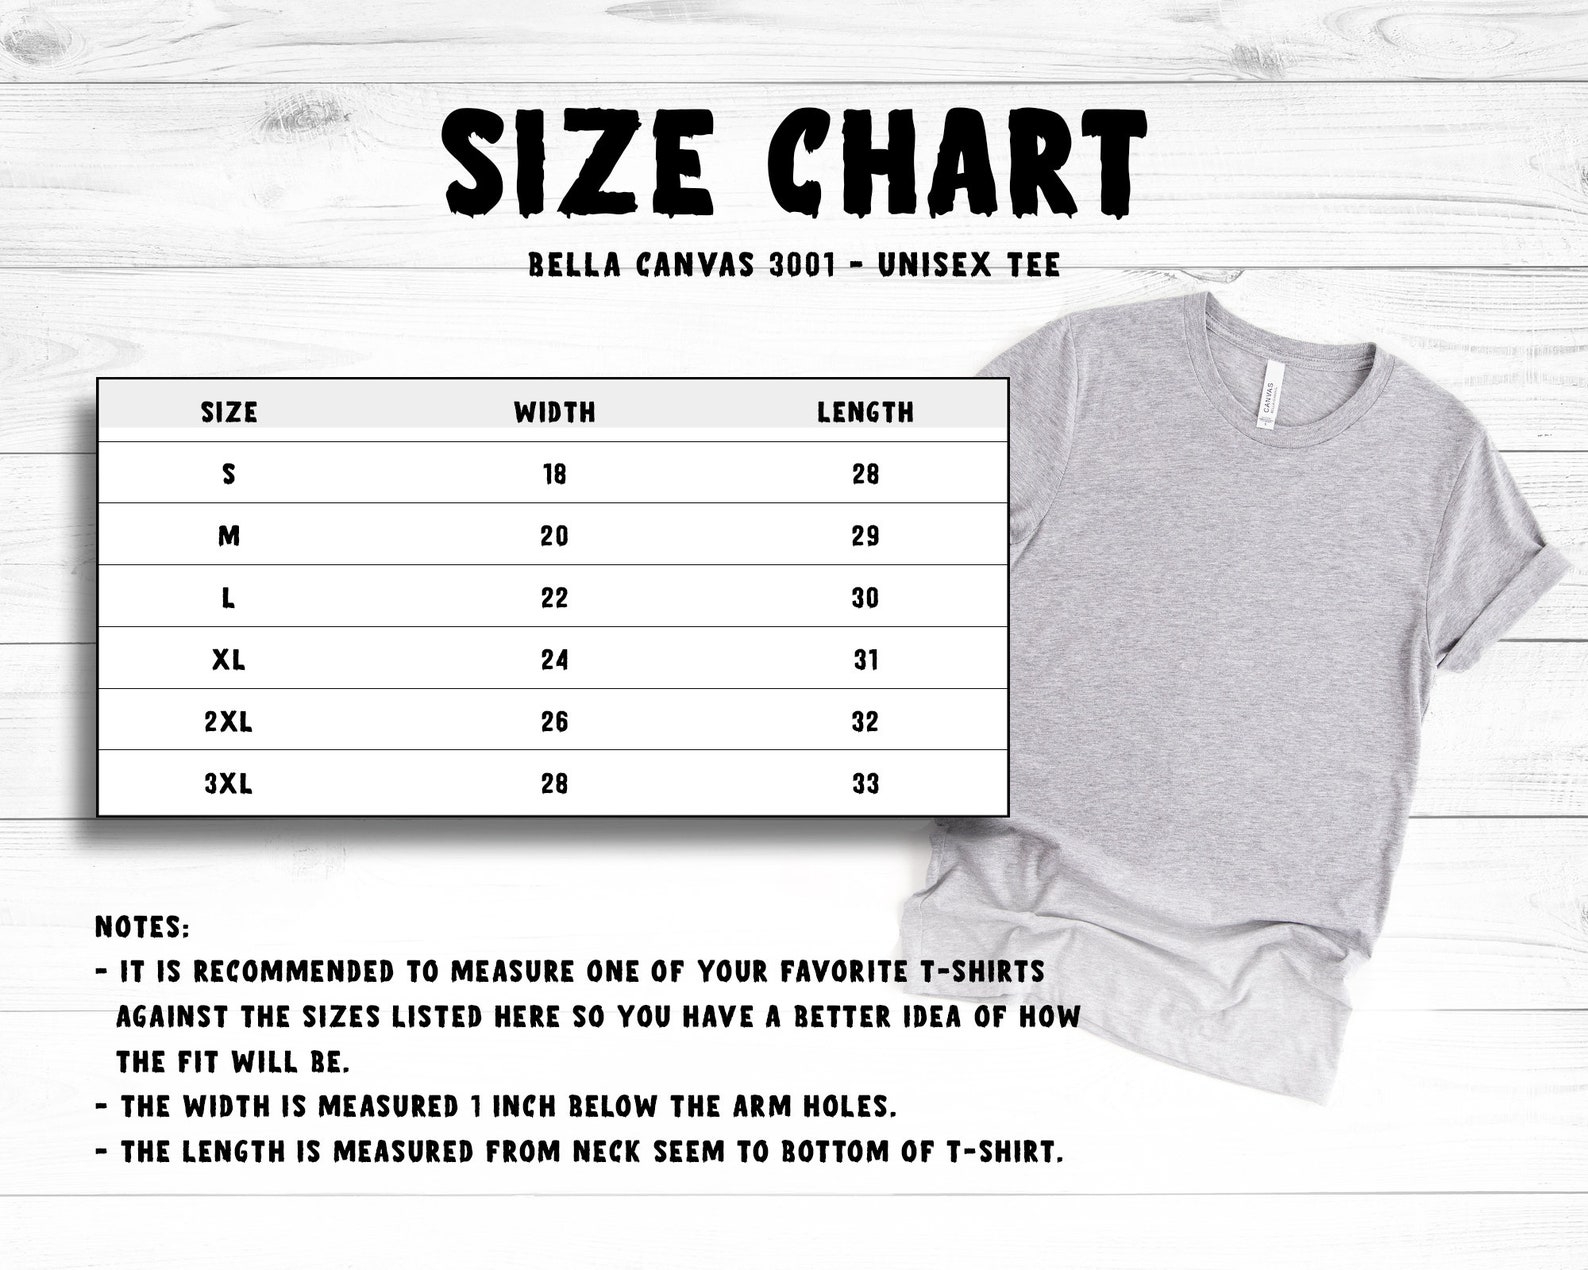 SIZE CHART
BELLA CANVAS 3001 - UNISEX TEE
SIZE WIDTH LENGTH
S 18 28
M 20 29
L 22 30
XL 24 31
2XL 26 32
3XL 28 33
CANVAS
NOTES:
- IT IS RECOMMENDED TO MEASURE ONE OF YOUR FAVORITE T-SHIRTS
AGAINST THE SIZES LISTED HERE SO YOU HAVE A BETTER IDEA OF HOW
THE FIT WILL BE.
- THE WIDTH IS MEASURED 1 INCH BELOW THE ARM HOLES.
- THE LENGTH IS MEASURED FROM NECK SEEM TO BOTTOM OF T-SHIRT.